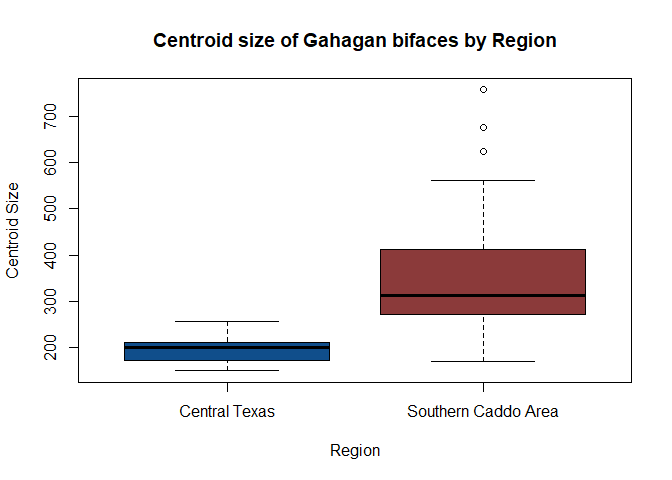 Centroid size of Gahagan bifaces by Region
Centroid Size
700
600
500
400
300
200
Central Texas
Southern Caddo Area
Region